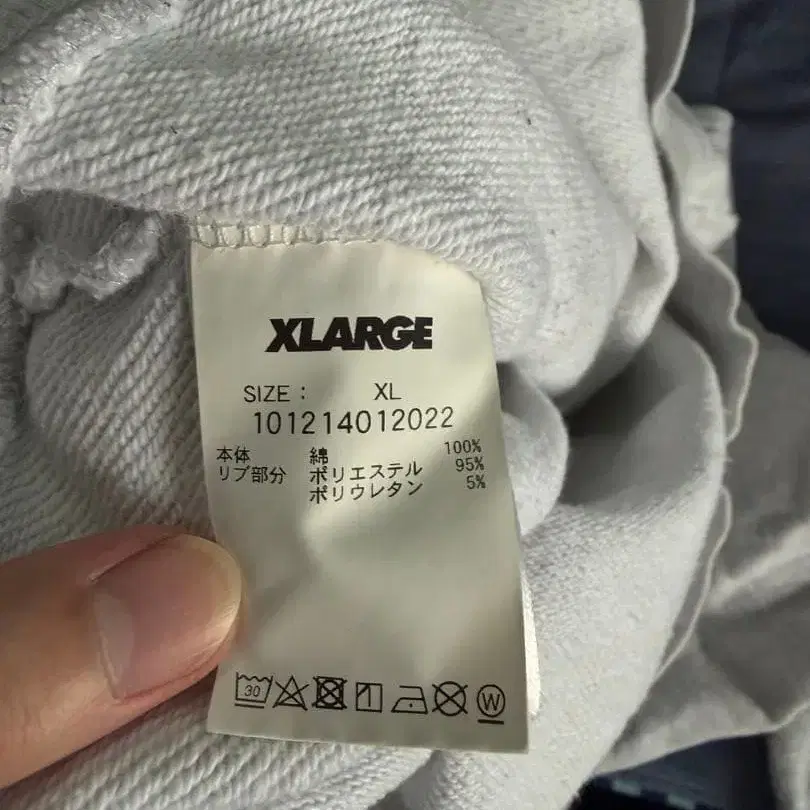 XLARGE
SIZE : XL
101214012022
本体 綿 100%
リブ部分 ポリエステル 95%
ポリウレタン 5%
30
W